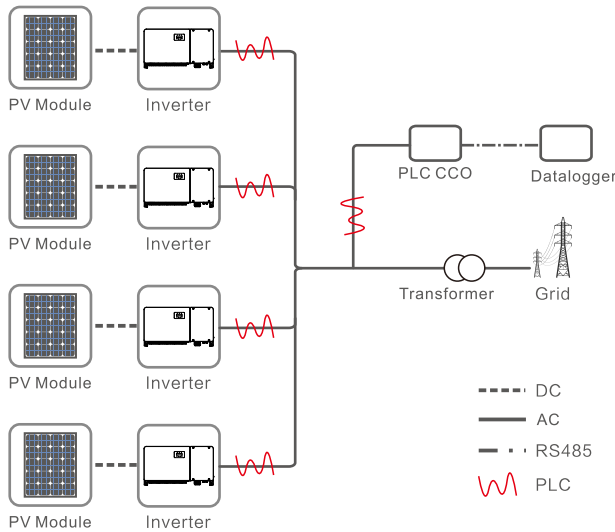 PV Module
Inverter
PLC CCO
Datalogger
PV Module
Inverter
Transformer
Grid
PV Module
Inverter
DC
AC
RS485
PLC
PV Module
Inverter